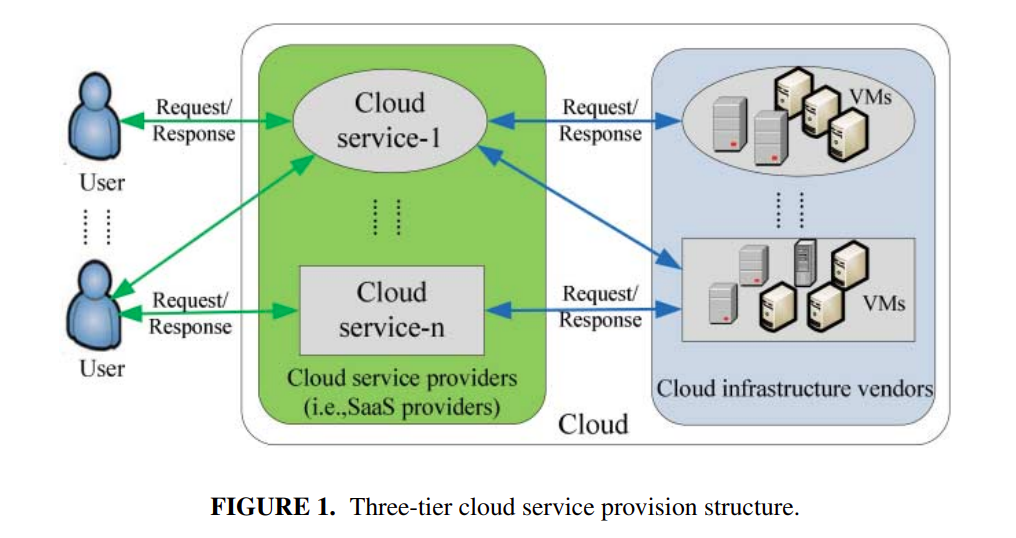 Request/
Response
User
Cloud
service-1
Request/
Response
VMs
Request/
Response
User
Cloud
service-n
Request/
Response
VMs
Cloud service providers
(i.e.,SaaS providers)
Cloud infrastructure vendors
Cloud
FIGURE 1. Three-tier cloud service provision structure.